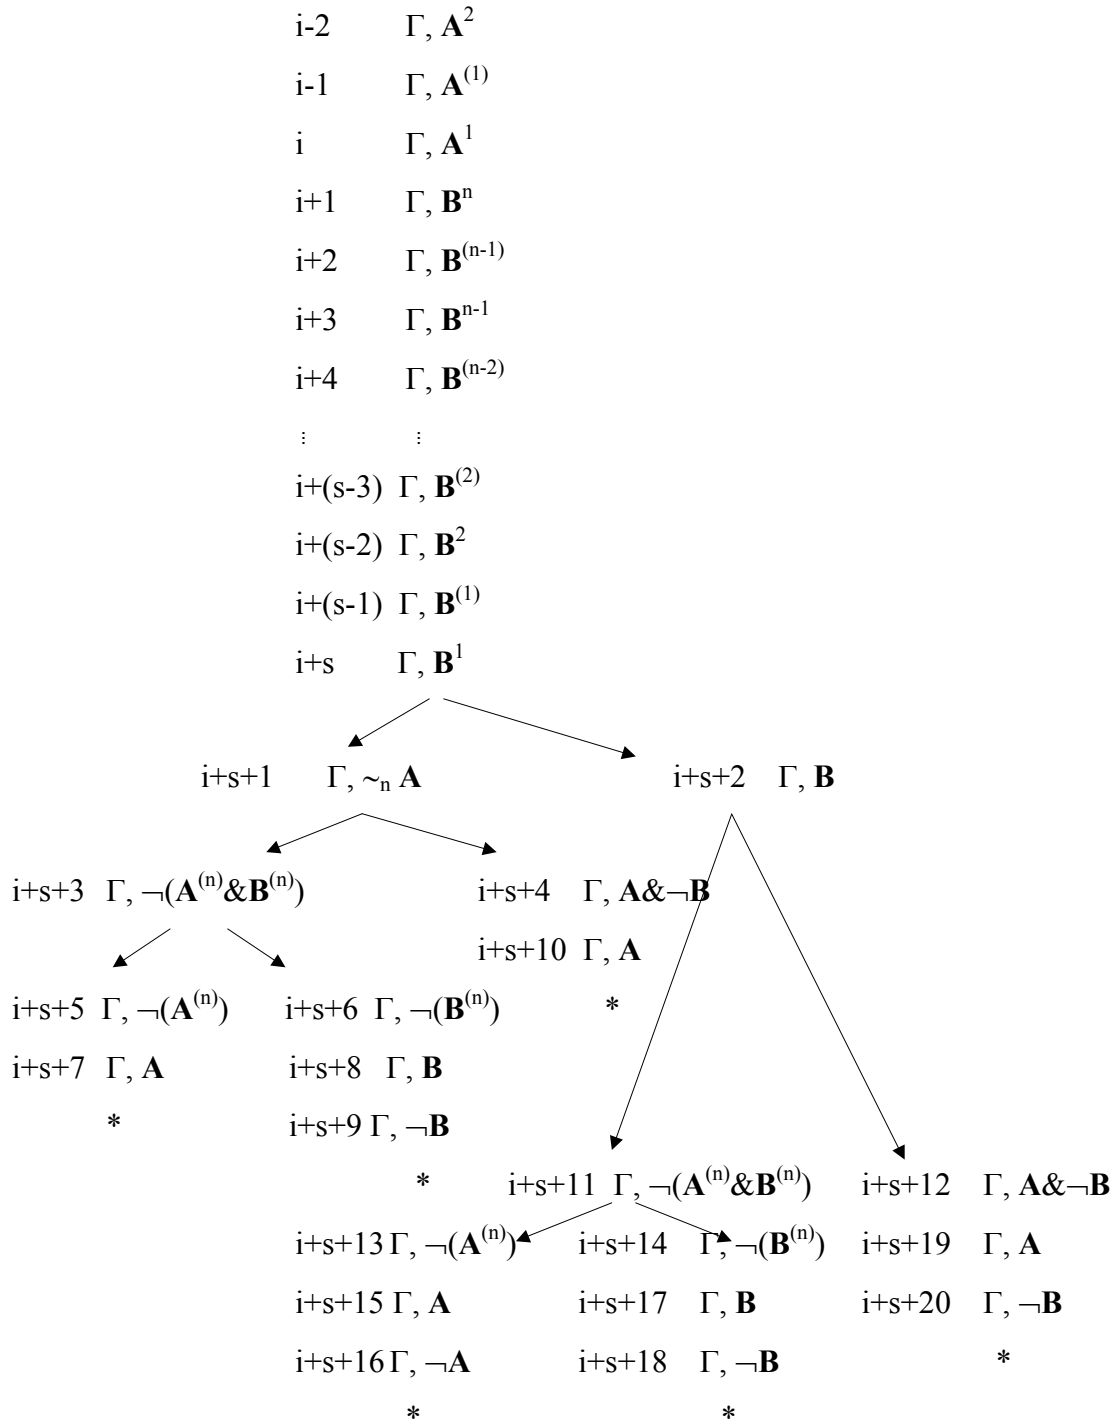 i-2 Γ, A²
i-1 Γ, A⁽¹⁾
i Γ, A¹
i+1 Γ, Bⁿ
i+2 Γ, B⁽ⁿ⁻¹⁾
i+3 Γ, Bⁿ⁻¹
i+4 Γ, B⁽ⁿ⁻²⁾
⁞ ⁞
i+(s-3) Γ, B⁽²⁾
i+(s-2) Γ, B²
i+(s-1) Γ, B⁽¹⁾
i+s Γ, B¹
i+s+1 Γ, ~ₙ A i+s+2 Γ, B
i+s+3 Γ, ¬(A⁽ⁿ⁾&B⁽ⁿ⁾) i+s+4 Γ, A&¬B
i+s+10 Γ, A
i+s+5 Γ, ¬(A⁽ⁿ⁾) i+s+6 Γ, ¬(B⁽ⁿ⁾) *
i+s+7 Γ, A i+s+8 Γ, B
* i+s+9 Γ, ¬B
* i+s+11 Γ, ¬(A⁽ⁿ⁾&B⁽ⁿ⁾) i+s+12 Γ, A&¬B
i+s+13 Γ, ¬(A⁽ⁿ⁾) i+s+14 Γ, ¬(B⁽ⁿ⁾) i+s+19 Γ, A
i+s+15 Γ, A i+s+17 Γ, B i+s+20 Γ, ¬B
i+s+16 Γ, ¬A i+s+18 Γ, ¬B *
* *